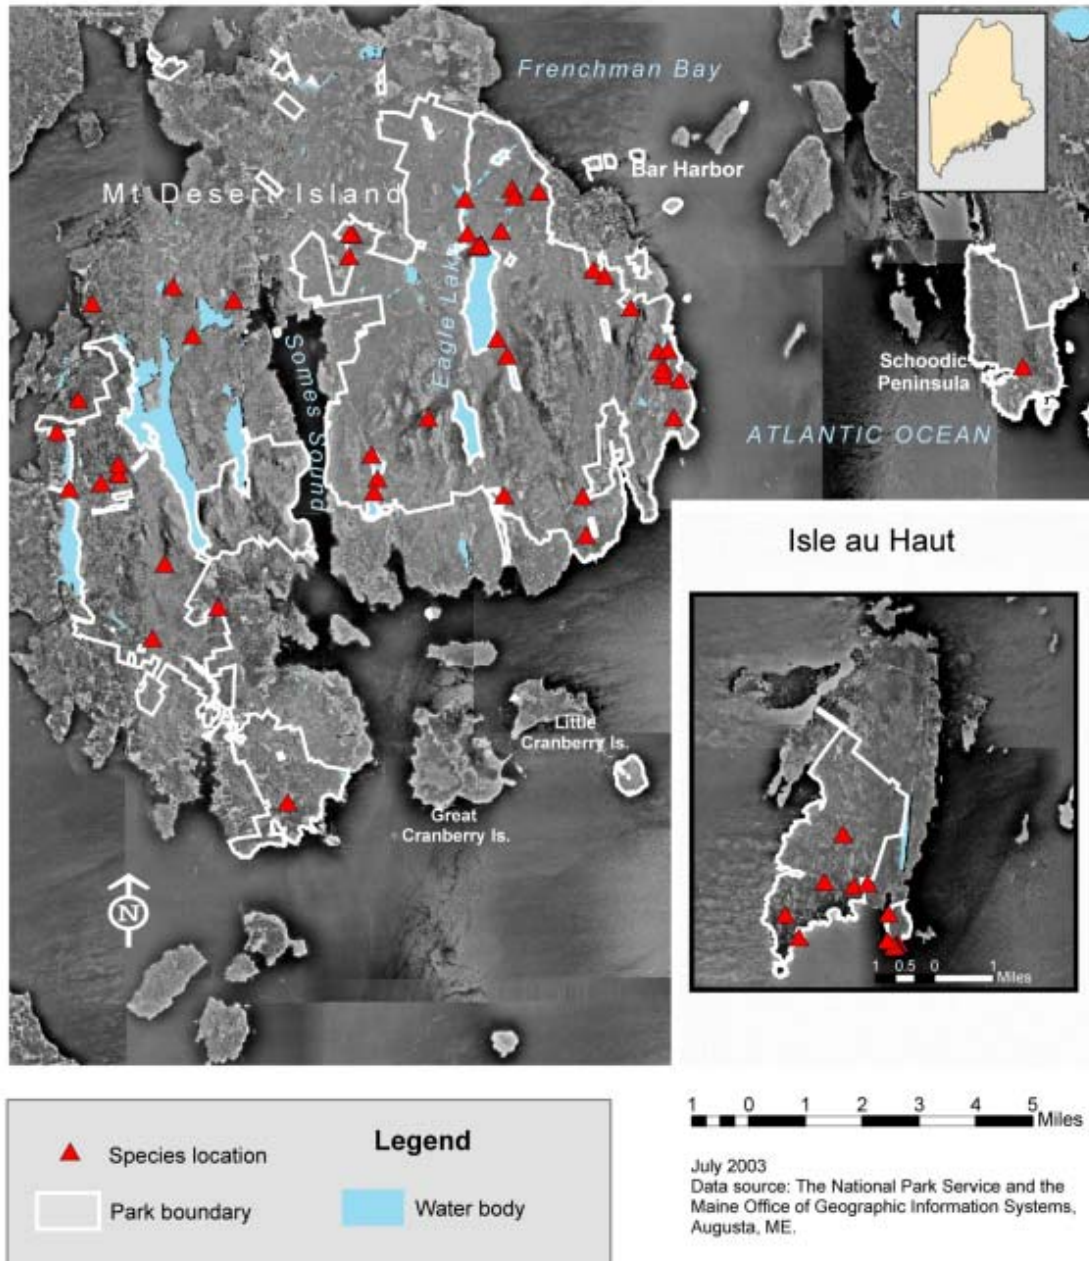 Frenchman Bay
Bar Harbor
Mt Desert Island
Eagle Lake
Somes Sound
Schoodic
Peninsula
ATLANTIC OCEAN
Isle au Haut
Little
Cranberry Is.
Great
Cranberry Is.
N
1 0.5 0 1
Miles
Legend
Species location
Park boundary
Water body
1 0 1 2 3 4 5
Miles
July 2003
Data source: The National Park Service and the
Maine Office of Geographic Information Systems,
Augusta, ME.